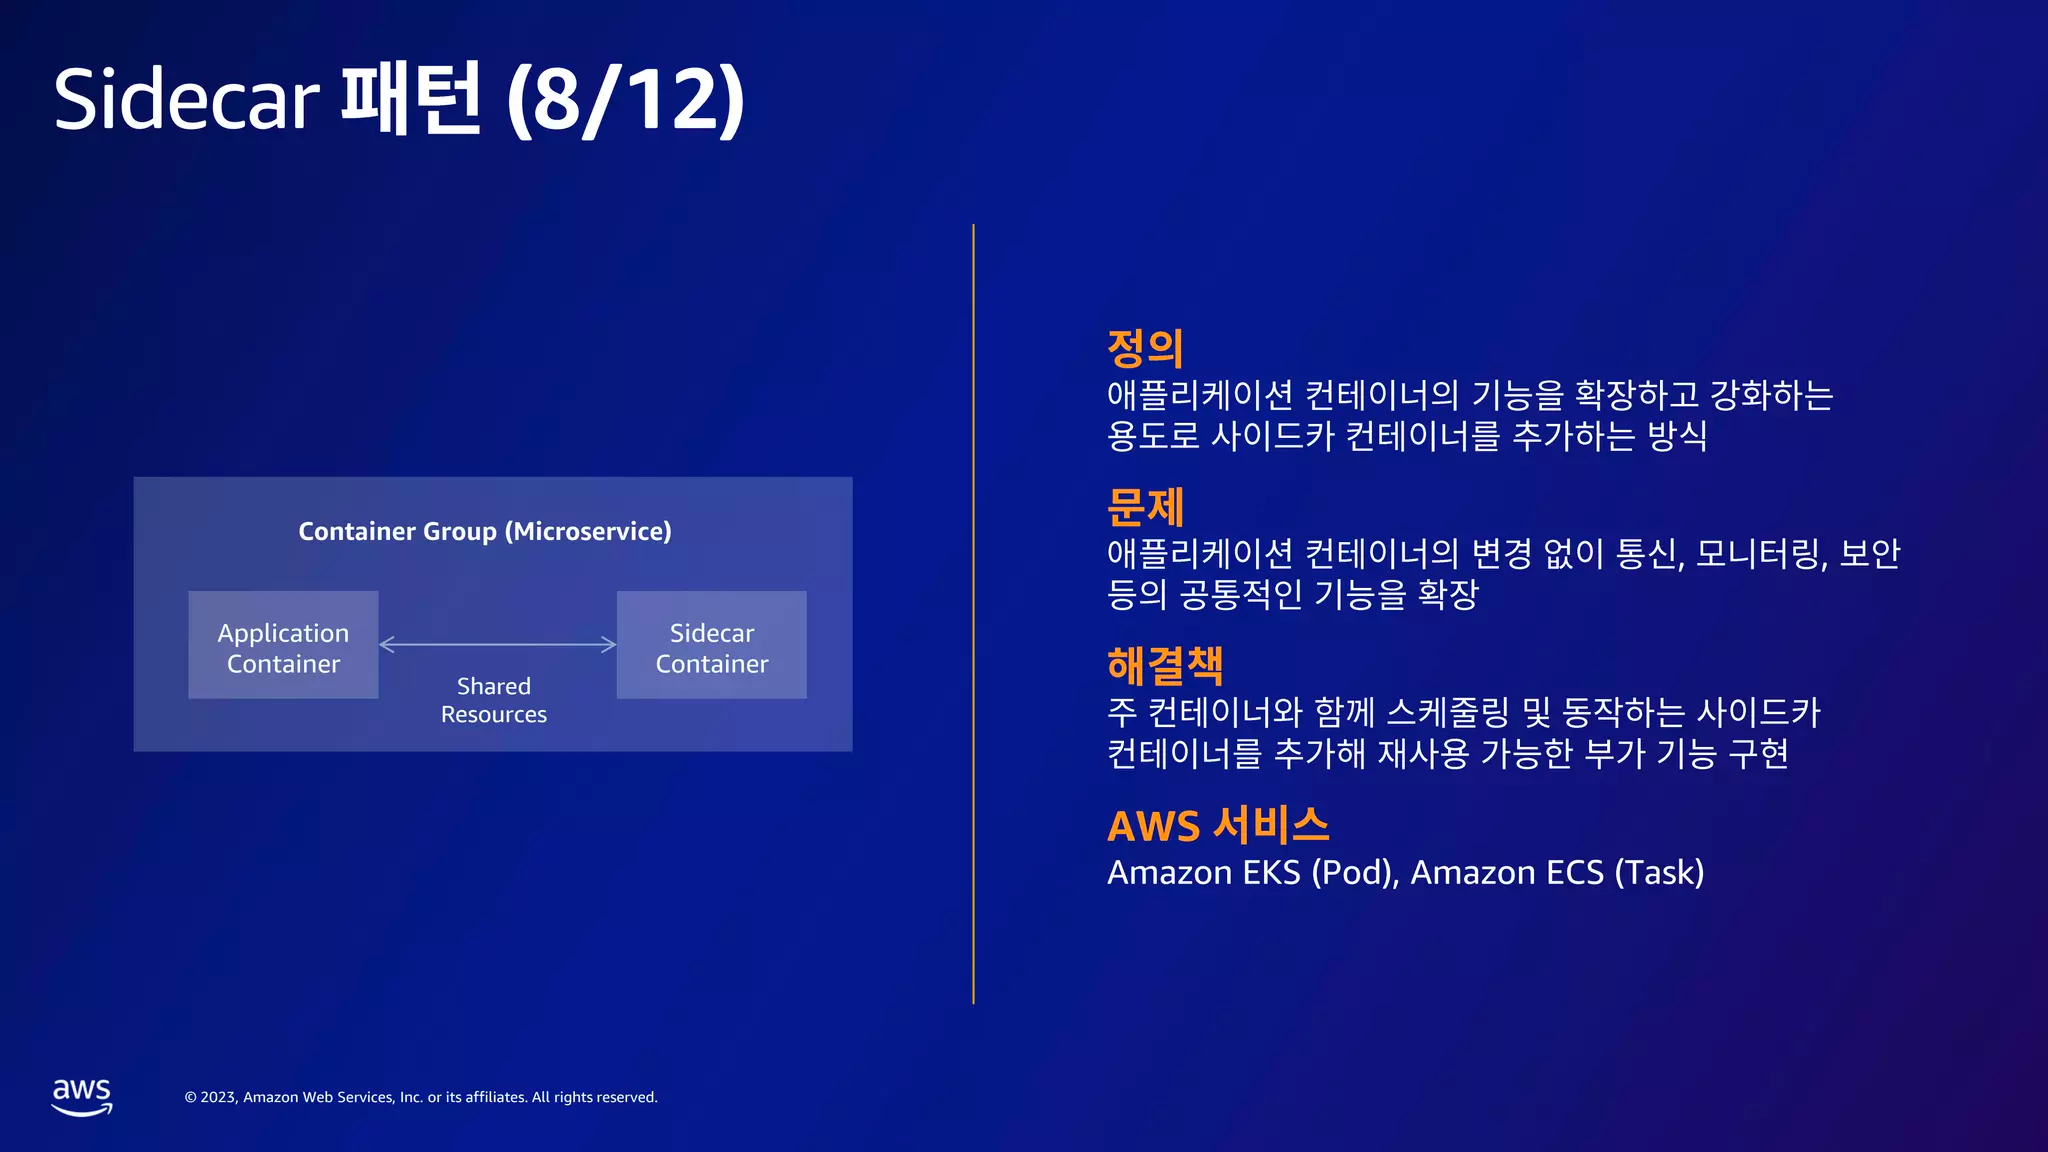 Sidecar 패턴 (8/12)
Container Group (Microservice)
Application
Container
Shared
Resources
Sidecar
Container
정의
애플리케이션 컨테이너의 기능을 확장하고 강화하는
용도로 사이드카 컨테이너를 추가하는 방식
문제
애플리케이션 컨테이너의 변경 없이 통신, 모니터링, 보안
등의 공통적인 기능을 확장
해결책
주 컨테이너와 함께 스케줄링 및 동작하는 사이드카
컨테이너를 추가해 재사용 가능한 부가 기능 구현
AWS 서비스
Amazon EKS (Pod), Amazon ECS (Task)
aws
© 2023, Amazon Web Services, Inc. or its affiliates. All rights reserved.